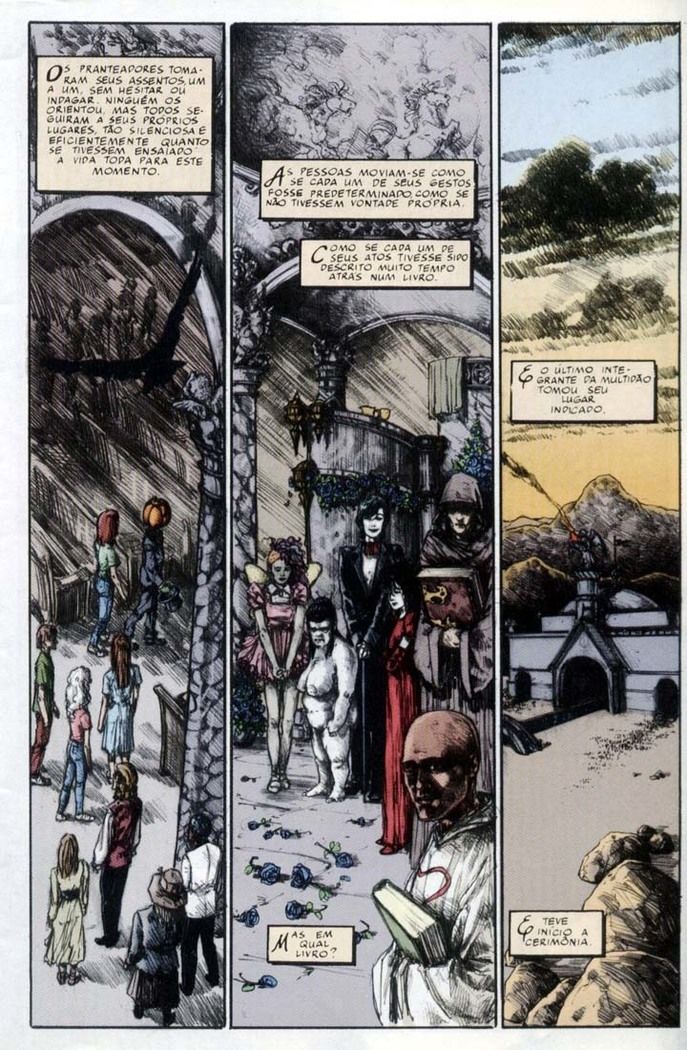 OS PRANTEADORES TOMA-
RAM SEUS ASSENTOS, UM
A UM, SEM HESITAR OU
INDAGAR. NINGUÉM OS
ORIENTOU, MAS TODOS SE-
GUIRAM A SEUS PRÓPRIOS
LUGARES, TÃO SILENCIOSA E
EFICIENTEMENTE QUANTO
SE TIVESSEM ENSAIADO
A VIDA TODA PARA ESTE
MOMENTO.
AS PESSOAS MOVIAM-SE COMO
SE CADA UM DE SEUS GESTOS
FOSSE PREDETERMINADO, COMO SE
NÃO TIVESSEM VONTADE PRÓPRIA.
COMO SE CADA UM DE
SEUS ATOS TIVESSE SIDO
DESCRITO MUITO TEMPO
ATRÁS NUM LIVRO.
MAS EM
QUAL
LIVRO?
E O ÚLTIMO INTE-
GRANTE DA MULTIDÃO
TOMOU SEU
LUGAR
INDICADO.
E TEVE
INÍCIO A
CERIMÔNIA.